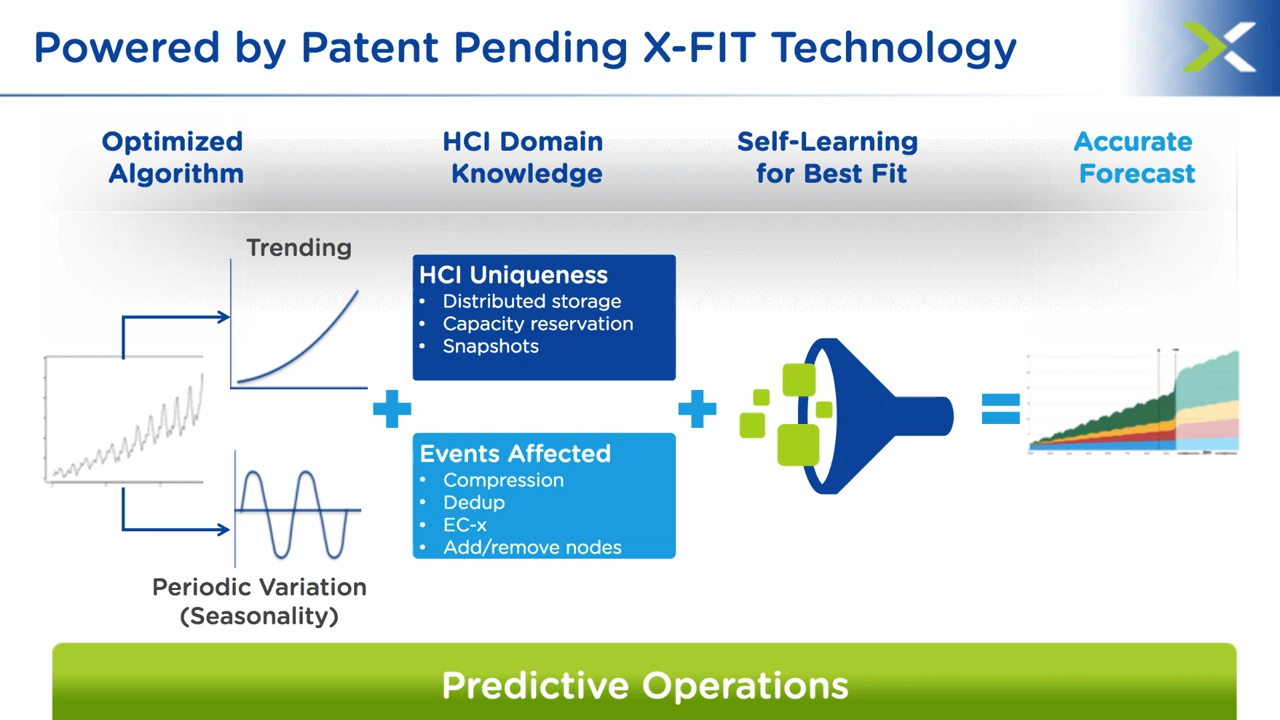 Powered by Patent Pending X-FIT Technology
Optimized
Algorithm
HCI Domain
Knowledge
Self-Learning
for Best Fit
Accurate
Forecast
Trending
Periodic Variation
(Seasonality)
HCI Uniqueness
• Distributed storage
• Capacity reservation
• Snapshots
Events Affected
• Compression
• Dedup
• EC-x
• Add/remove nodes
Predictive Operations